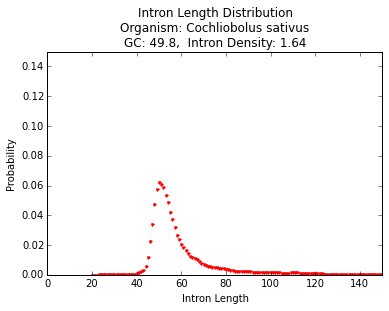 Intron Length Distribution
Organism: Cochliobolus sativus
GC: 49.8,  Intron Density: 1.64
0.14
0.12
0.10
0.08
0.06
0.04
0.02
0.00
Probability
0 20 40 60 80 100 120 140
Intron Length